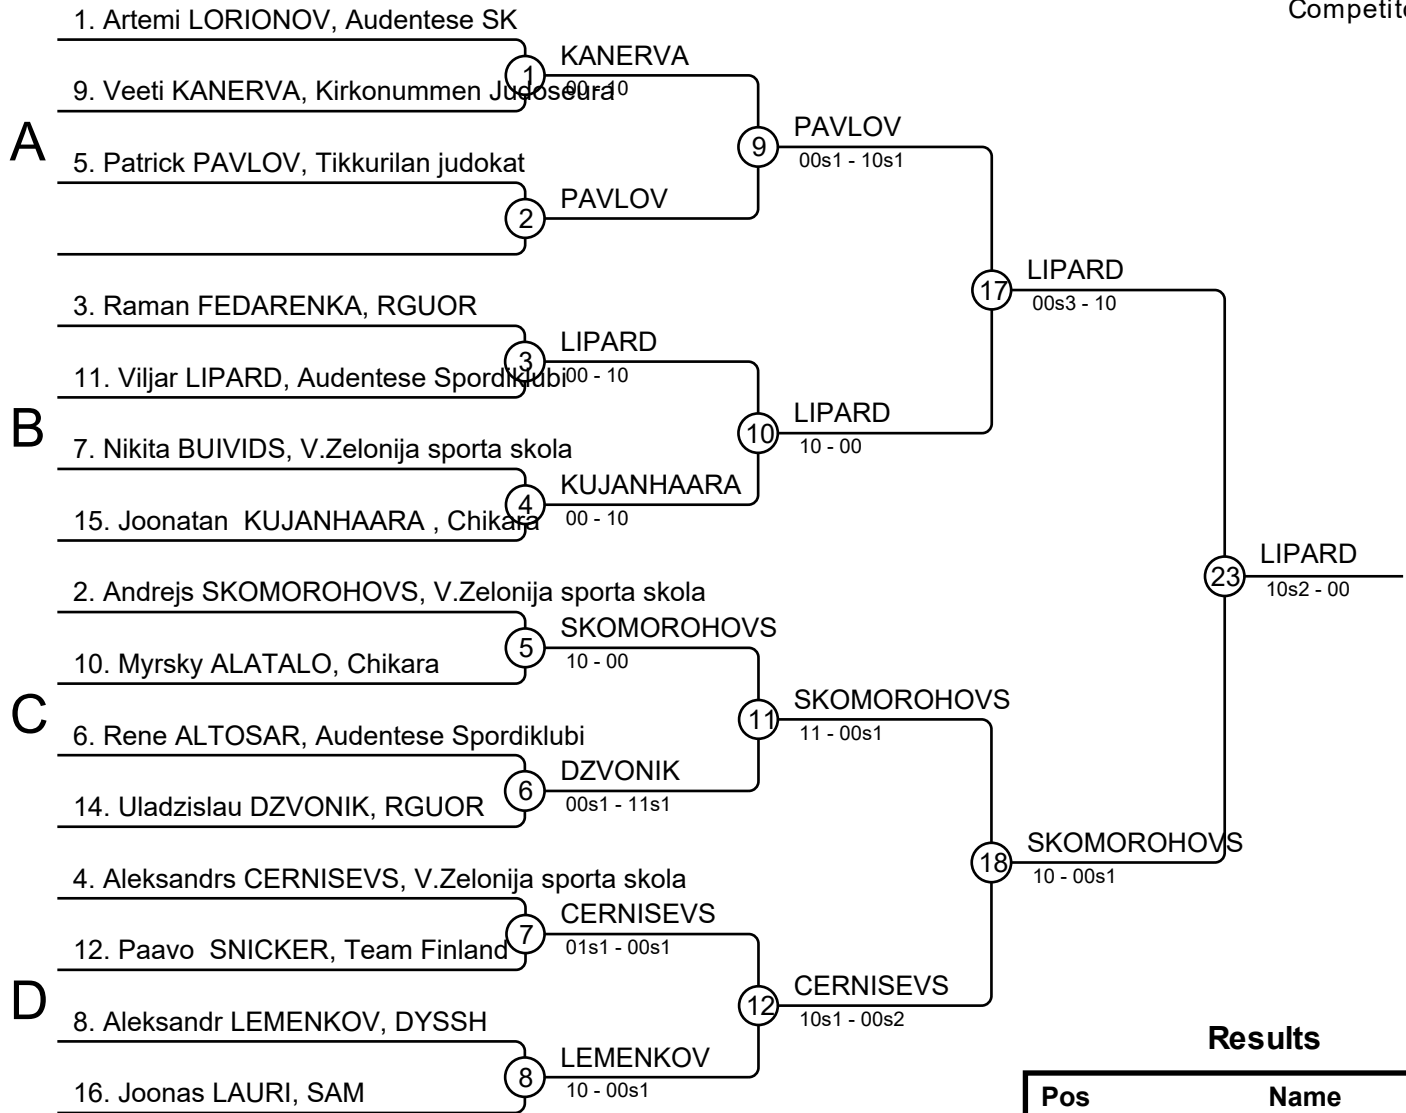 Competito
1. Artemi LORIONOV, Audentese SK
KANERVA
1
00 - 10
9. Veeti KANERVA, Kirkonummen Judoseura
A
PAVLOV
9
00s1 - 10s1
5. Patrick PAVLOV, Tikkurilan judokat
PAVLOV
2
LIPARD
17
00s3 - 10
3. Raman FEDARENKA, RGUOR
LIPARD
3
00 - 10
11. Viljar LIPARD, Audentese Spordiklubi
B
LIPARD
10
10 - 00
7. Nikita BUIVIDS, V.Zelonija sporta skola
KUJANHAARA
4
00 - 10
15. Joonatan  KUJANHAARA , Chikara
LIPARD
23
10s2 - 00
2. Andrejs SKOMOROHOVS, V.Zelonija sporta skola
SKOMOROHOVS
5
10 - 00
10. Myrsky ALATALO, Chikara
C
SKOMOROHOVS
11
11 - 00s1
6. Rene ALTOSAR, Audentese Spordiklubi
DZVONIK
6
00s1 - 11s1
14. Uladzislau DZVONIK, RGUOR
SKOMOROHOVS
18
10 - 00s1
4. Aleksandrs CERNISEVS, V.Zelonija sporta skola
CERNISEVS
7
01s1 - 00s1
12. Paavo  SNICKER, Team Finland
D
CERNISEVS
12
10s1 - 00s2
8. Aleksandr LEMENKOV, DYSSH
LEMENKOV
8
10 - 00s1
16. Joonas LAURI, SAM
Results
Pos Name